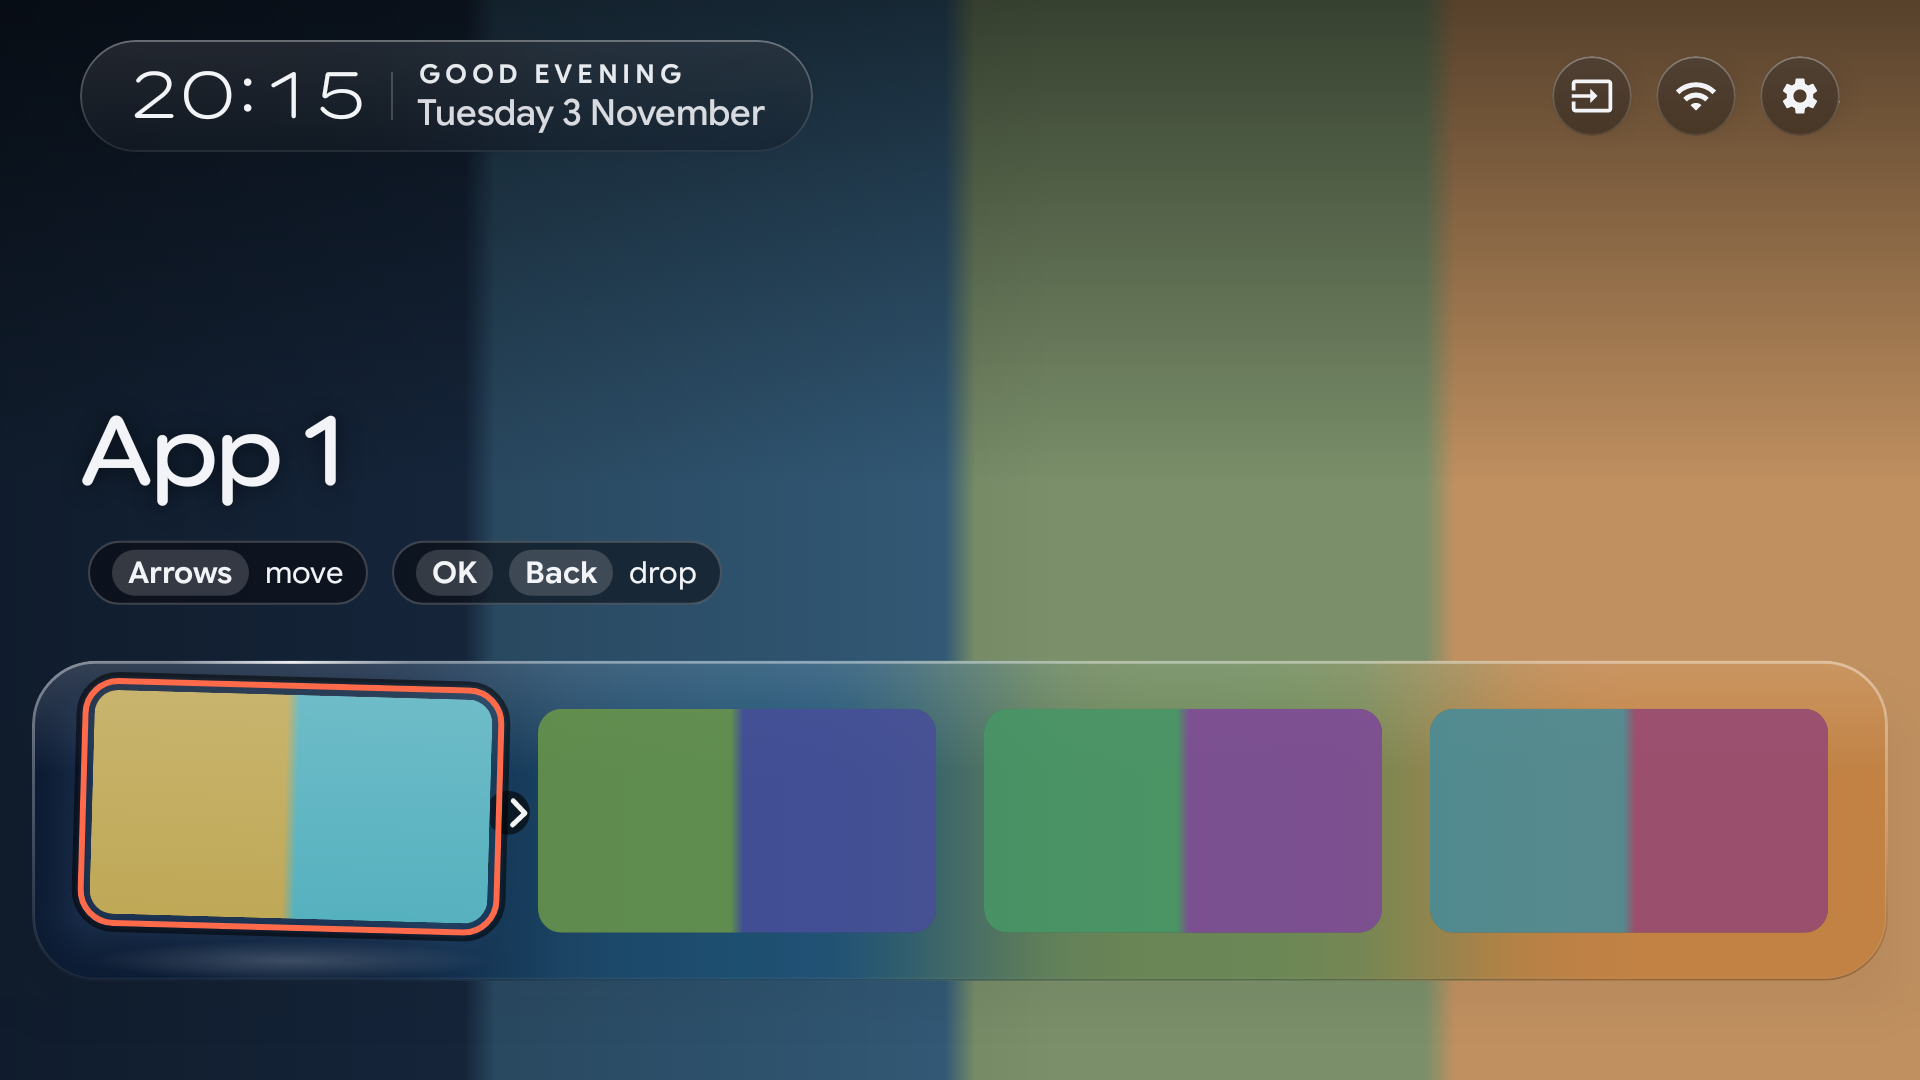 20:15
GOOD EVENING
Tuesday 3 November
App 1
Arrows move OK Back drop